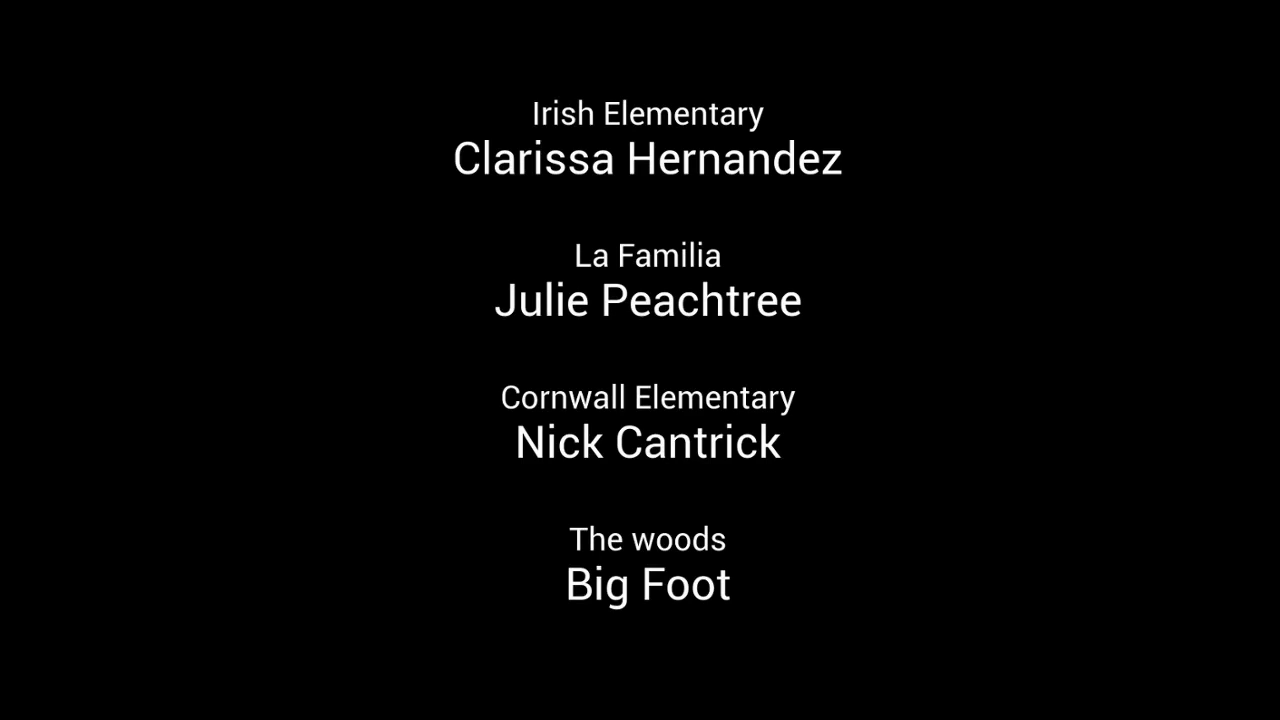 Irish Elementary
Clarissa Hernandez
La Familia
Julie Peachtree
Cornwall Elementary
Nick Cantrick
The woods
Big Foot